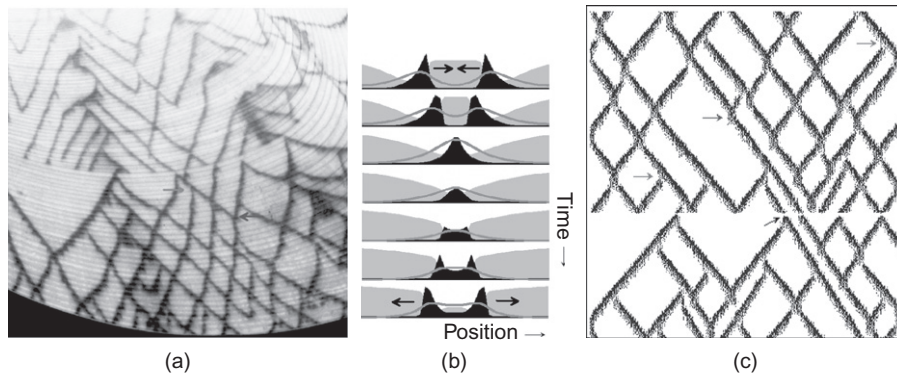 Time →
Position →
(a)
(b)
(c)